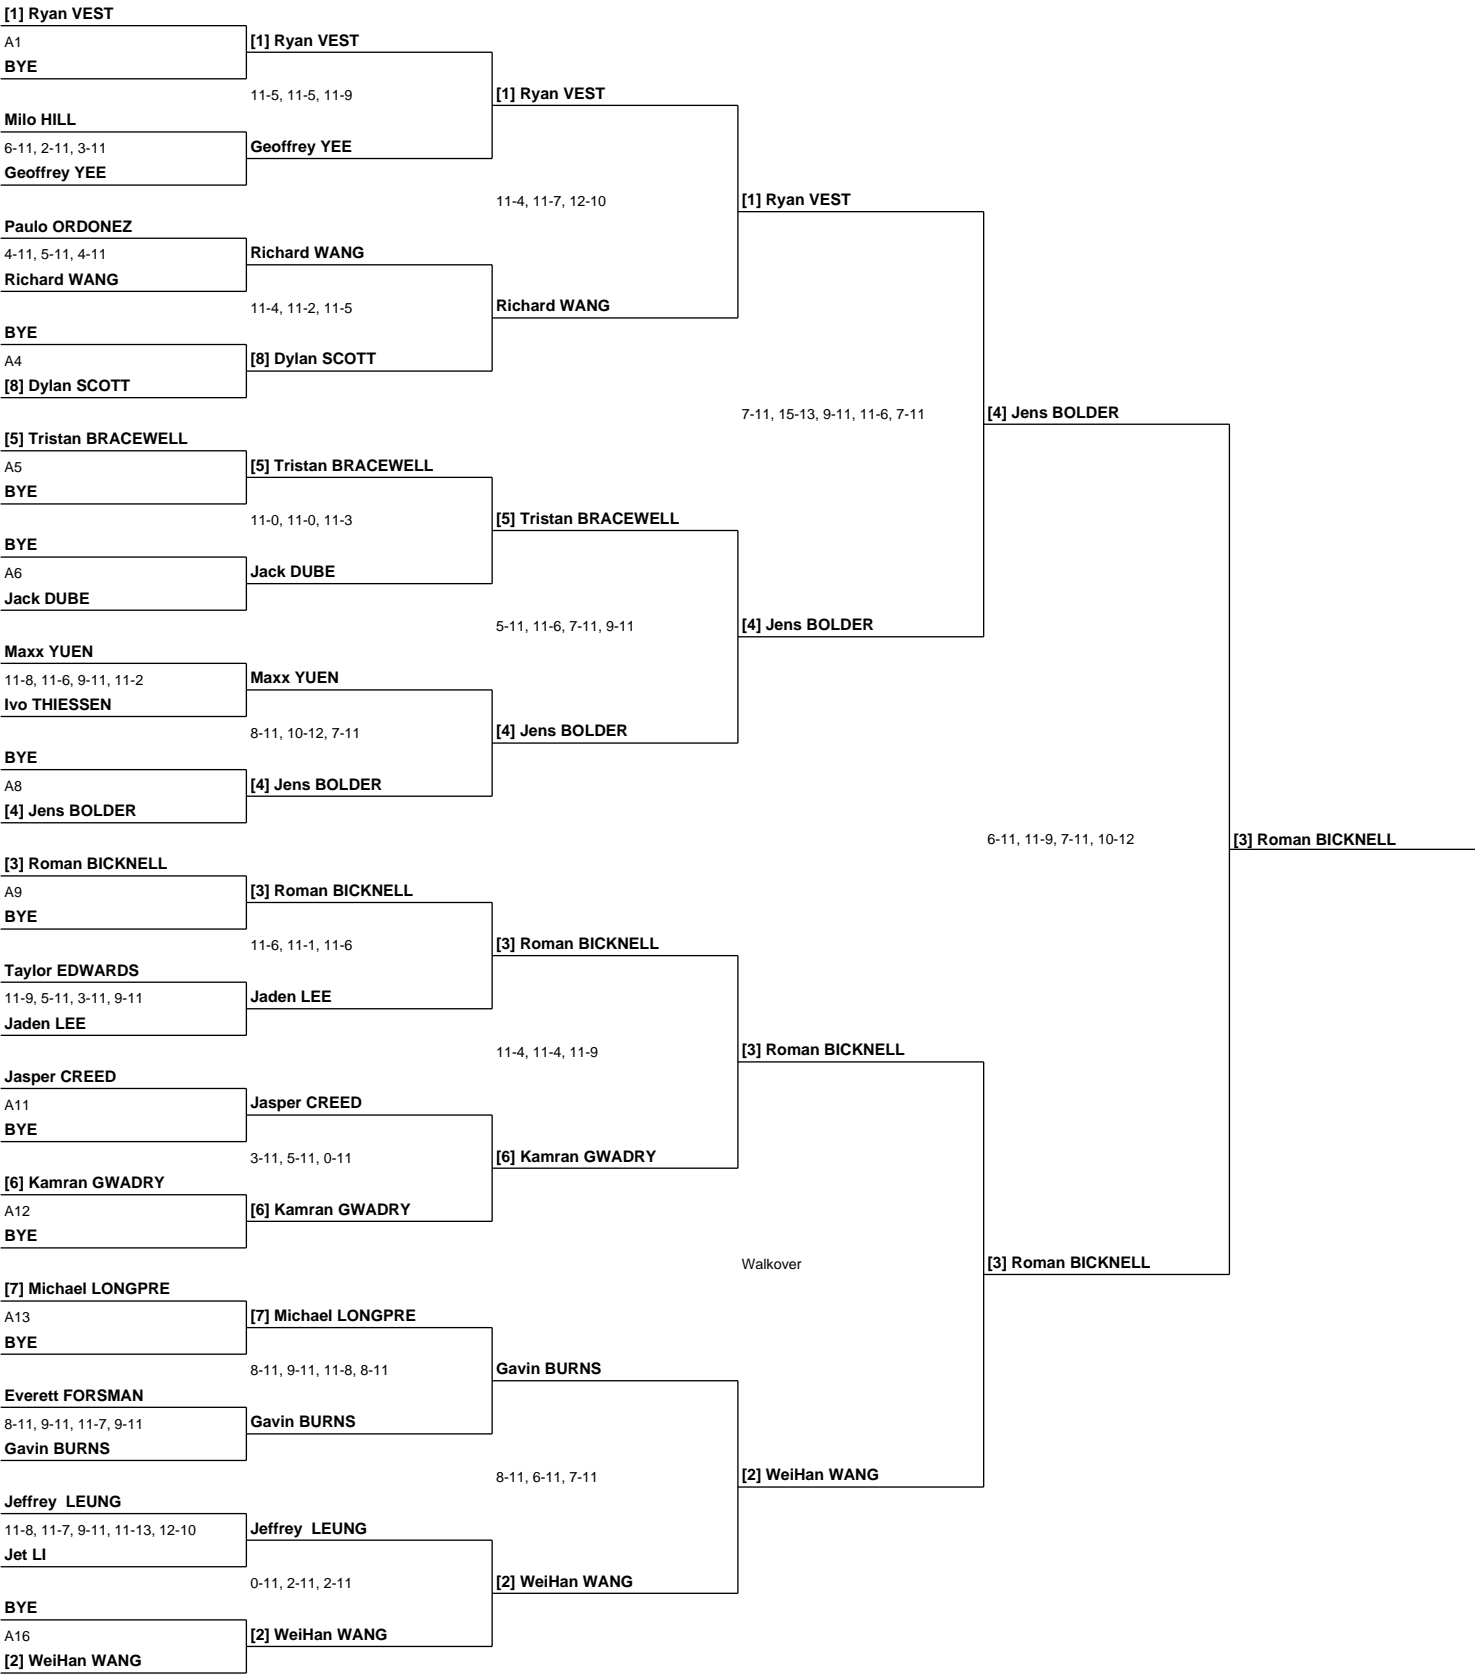 [1] Ryan VEST
A1
BYE
[1] Ryan VEST
11-5, 11-5, 11-9
[1] Ryan VEST
Milo HILL
6-11, 2-11, 3-11
Geoffrey YEE
Geoffrey YEE
11-4, 11-7, 12-10
[1] Ryan VEST
Paulo ORDONEZ
4-11, 5-11, 4-11
Richard WANG
Richard WANG
11-4, 11-2, 11-5
Richard WANG
BYE
A4
[8] Dylan SCOTT
[8] Dylan SCOTT
7-11, 15-13, 9-11, 11-6, 7-11
[4] Jens BOLDER
[5] Tristan BRACEWELL
A5
BYE
[5] Tristan BRACEWELL
11-0, 11-0, 11-3
[5] Tristan BRACEWELL
BYE
A6
Jack DUBE
Jack DUBE
5-11, 11-6, 7-11, 9-11
[4] Jens BOLDER
Maxx YUEN
11-8, 11-6, 9-11, 11-2
Ivo THIESSEN
Maxx YUEN
8-11, 10-12, 7-11
[4] Jens BOLDER
BYE
A8
[4] Jens BOLDER
[4] Jens BOLDER
6-11, 11-9, 7-11, 10-12
[3] Roman BICKNELL
[3] Roman BICKNELL
A9
BYE
[3] Roman BICKNELL
11-6, 11-1, 11-6
[3] Roman BICKNELL
Taylor EDWARDS
11-9, 5-11, 3-11, 9-11
Jaden LEE
Jaden LEE
11-4, 11-4, 11-9
[3] Roman BICKNELL
Jasper CREED
A11
BYE
Jasper CREED
3-11, 5-11, 0-11
[6] Kamran GWADRY
[6] Kamran GWADRY
A12
BYE
[6] Kamran GWADRY
Walkover
[3] Roman BICKNELL
[7] Michael LONGPRE
A13
BYE
[7] Michael LONGPRE
8-11, 9-11, 11-8, 8-11
Gavin BURNS
Everett FORSMAN
8-11, 9-11, 11-7, 9-11
Gavin BURNS
Gavin BURNS
8-11, 6-11, 7-11
[2] WeiHan WANG
Jeffrey  LEUNG
11-8, 11-7, 9-11, 11-13, 12-10
Jet LI
Jeffrey  LEUNG
0-11, 2-11, 2-11
[2] WeiHan WANG
BYE
A16
[2] WeiHan WANG
[2] WeiHan WANG